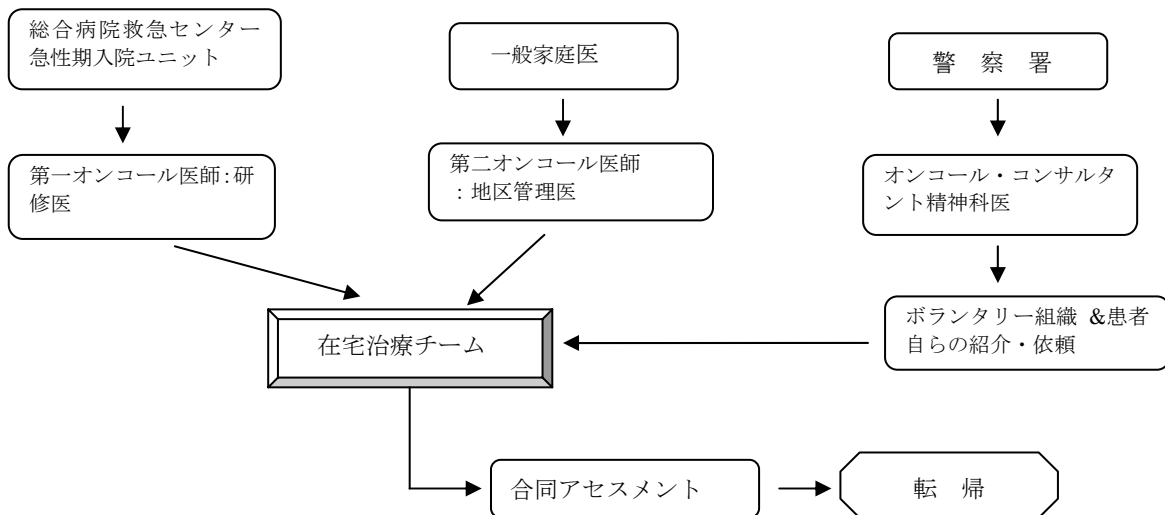 総合病院救急センター
急性期入院ユニット
一般家庭医
警 察 署
第一オンコール医師:研
修医
第二オンコール医師
:地区管理医
オンコール・コンサルタ
ント精神科医
在宅治療チーム
ボランタリー組織 &患者
自らの紹介・依頼
合同アセスメント
転 帰